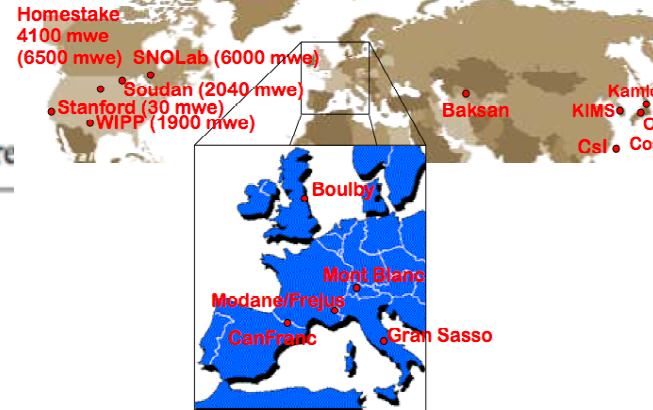 Homestake
4100 mwe
(6500 mwe) SNOLab (6000 mwe)
Soudan (2040 mwe)
Stanford (30 mwe)
WIPP (1900 mwe)
Baksan
KIMS
CsI
Boulby
Mont Blanc
Modane/Frejus
CanFranc
Gran Sasso